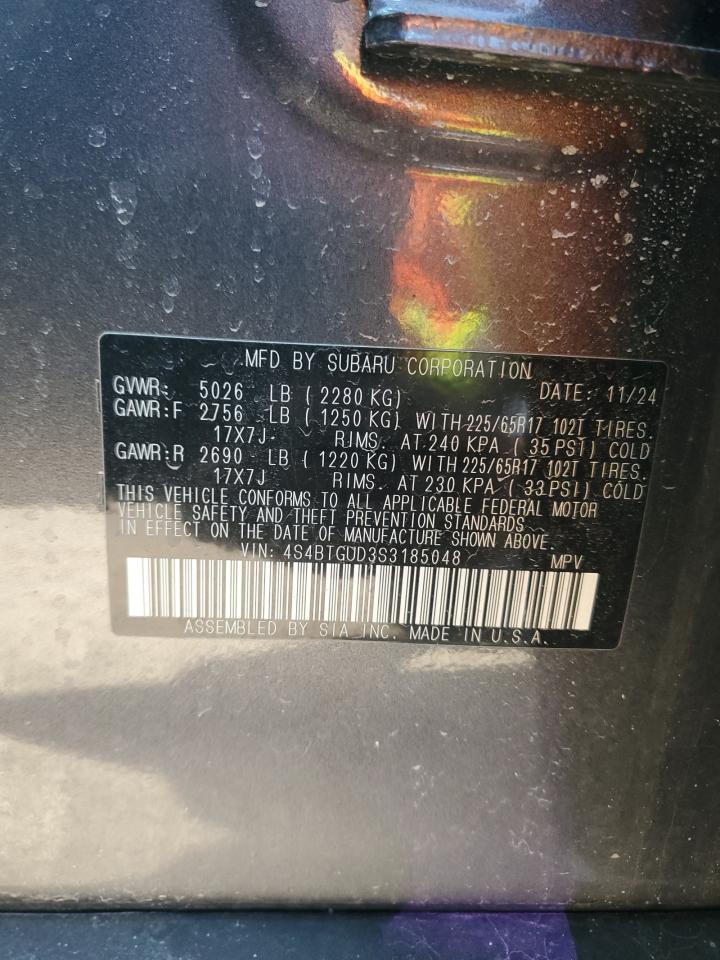 MFD BY SUBARU CORPORATION
GVWR: 5026 LB ( 2280 KG) DATE: 11/24
GAWR:F 2756 LB ( 1250 KG) WITH 225/65R17 102T TIRES.
17X7J RIMS. AT 240 KPA ( 35 PSI) COLD
GAWR:R 2690 LB ( 1220 KG) WITH 225/65R17 102T TIRES.
17X7J RIMS. AT 230 KPA ( 33 PSI) COLD
THIS VEHICLE CONFORMS TO ALL APPLICABLE FEDERAL MOTOR
VEHICLE SAFETY AND THEFT PREVENTION STANDARDS
IN EFFECT ON THE DATE OF MANUFACTURE SHOWN ABOVE.
VIN: 4S4BTGUD3S3185048 MPV
ASSEMBLED BY SIA INC. MADE IN U.S.A.